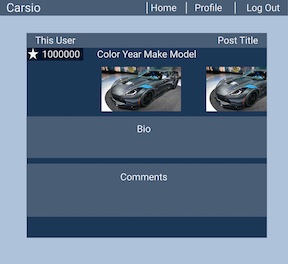 Carsio | Home | Profile | Log Out
This User Post Title
★ 1000000 Color Year Make Model
Bio
Comments